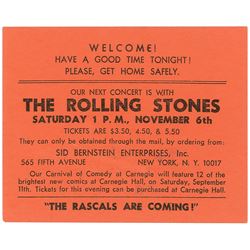 WELCOME!
HAVE A GOOD TIME TONIGHT!
PLEASE, GET HOME SAFELY.
OUR NEXT CONCERT IS WITH
THE ROLLING STONES
SATURDAY 1 P.M., NOVEMBER 6th
TICKETS ARE $3.50, 4.50, & 5.50
They can only be obtained through the mail, by ordering from:
SID BERNSTEIN ENTERPRISES, Inc.
565 FIFTH AVENUE NEW YORK, N. Y. 10017
Our Carnival of Comedy at Carnegie will feature 12 of the
brightest new comics at Carnegie Hall, on Saturday, September
11th. Tickets for this evening can be purchased at Carnegie Hall.
"THE RASCALS ARE COMING!"